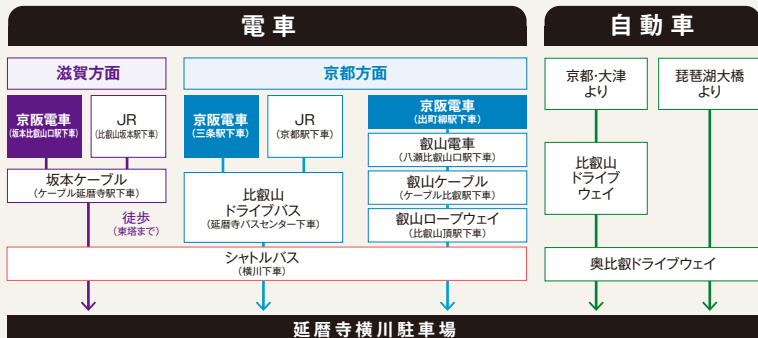 電車
自動車
滋賀方面
京都方面
京阪電車
(坂本比叡山口駅下車)
JR
(比叡山坂本駅下車)
坂本ケーブル
(ケーブル延暦寺駅下車)
徒歩
(東塔まで)
京阪電車
(三条駅下車)
JR
(京都駅下車)
比叡山
ドライブバス
(延暦寺バスセンター下車)
京阪電車
(出町柳駅下車)
叡山電車
(八瀬比叡山口駅下車)
叡山ケーブル
(ケーブル比叡駅下車)
叡山ロープウェイ
(比叡山頂駅下車)
シャトルバス
(横川下車)
京都・大津
より
琵琶湖大橋
より
比叡山
ドライブ
ウェイ
奥比叡ドライブウェイ
延暦寺横川駐車場